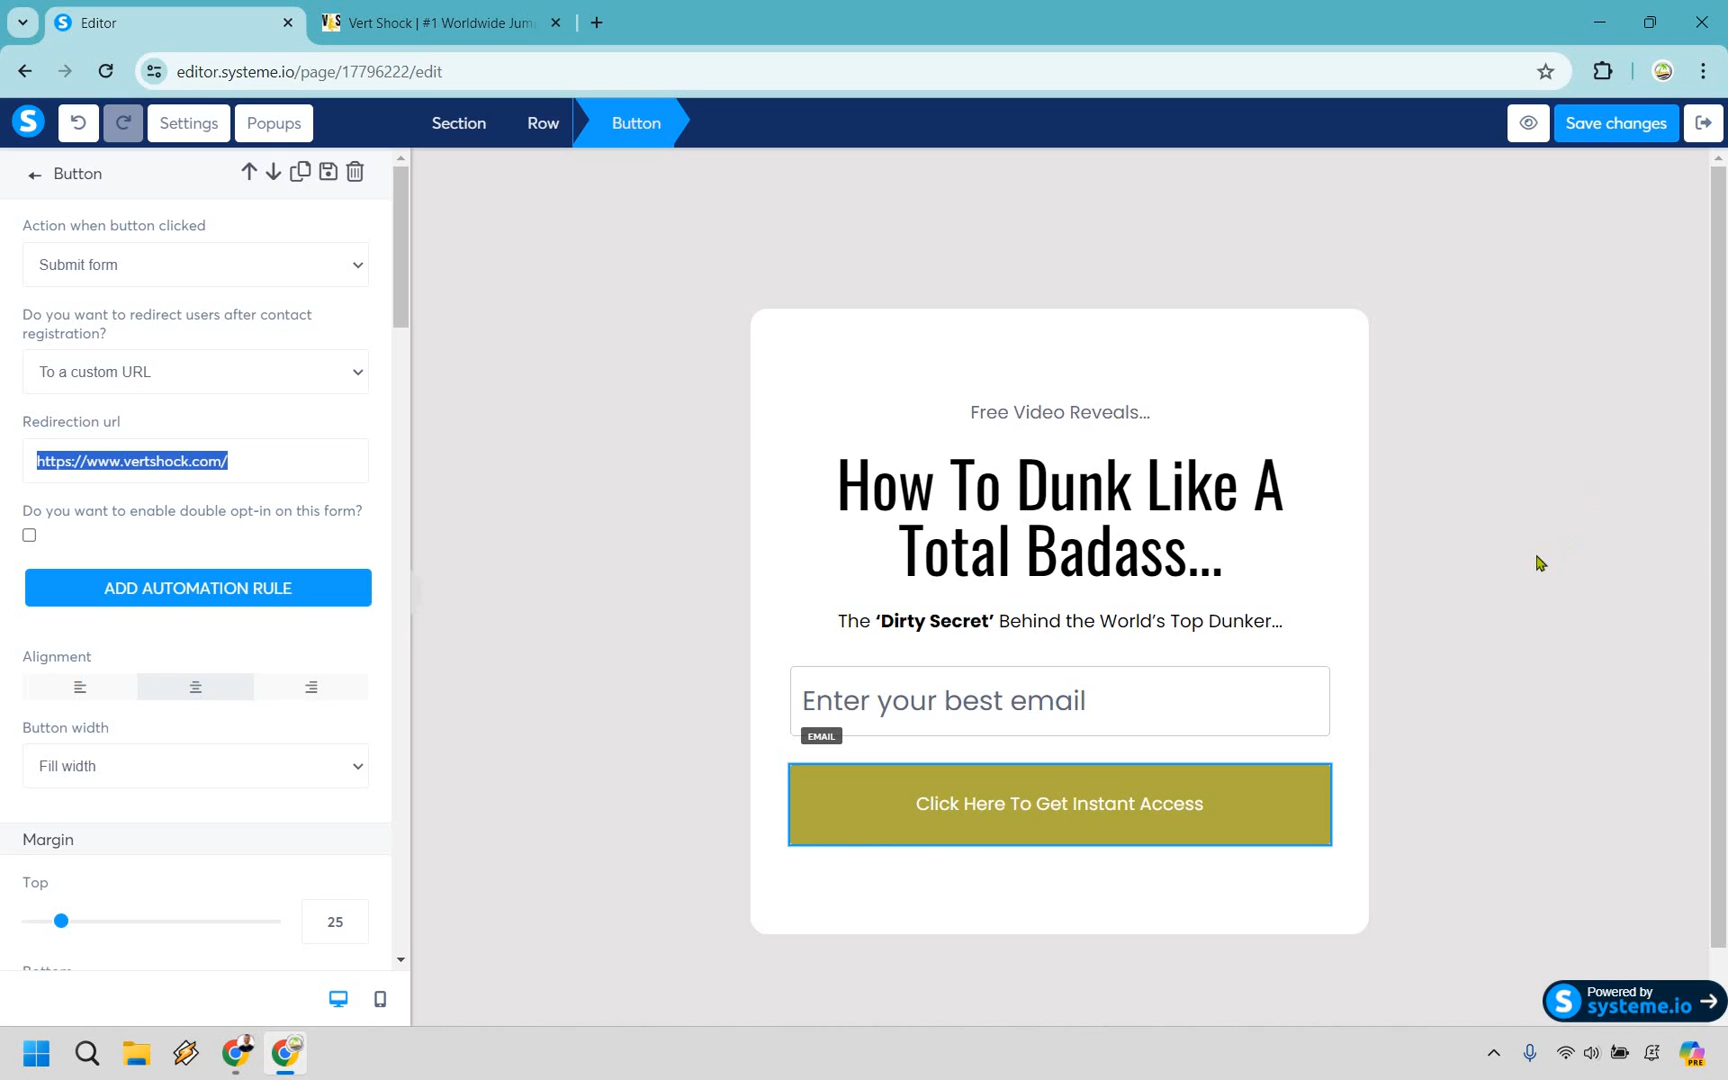 Editor
Vert Shock | #1 Worldwide Jum
editor.systeme.io/page/17796222/edit
S
Settings
Popups
Section
Row
Button
Save changes
Button
Action when button clicked
Submit form
Do you want to redirect users after contact
registration?
To a custom URL
Redirection url
https://www.vertshock.com/
Do you want to enable double opt-in on this form?
ADD AUTOMATION RULE
Alignment
Button width
Fill width
Margin
Top
25
Bottom
Free Video Reveals...
How To Dunk Like A
Total Badass...
The ‘Dirty Secret’ Behind the World’s Top Dunker...
Enter your best email
EMAIL
Click Here To Get Instant Access
S
Powered by
systeme.io
PRE